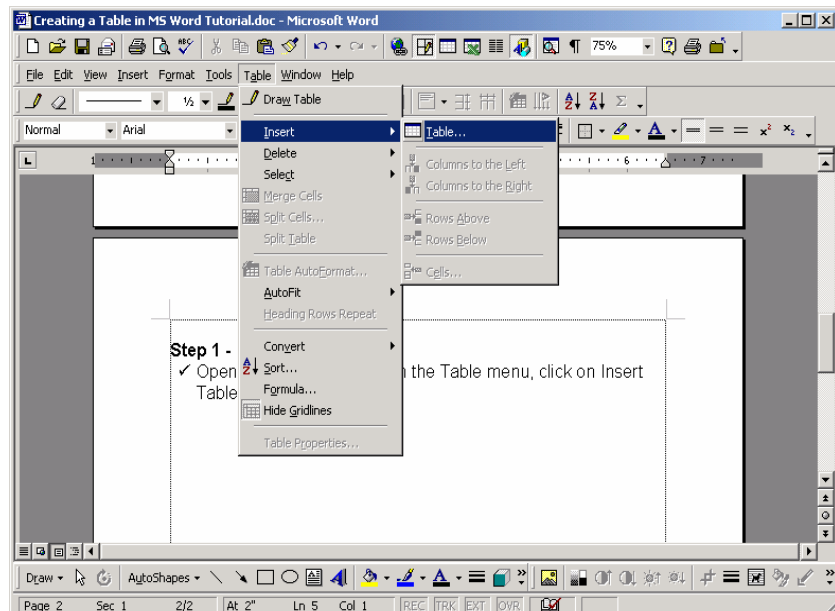 Creating a Table in MS Word Tutorial.doc - Microsoft Word
75%
File Edit View Insert Format Tools Table Window Help
½
Draw Table
Normal Arial
Insert
Table...
Delete
Columns to the Left
Select
Columns to the Right
Merge Cells
Split Cells...
Rows Above
Split Table
Rows Below
Table AutoFormat...
Cells...
AutoFit
Heading Rows Repeat
Convert
Sort...
Formula...
Hide Gridlines
Table Properties...
L
1 6 7
Step 1 -
✓ Open the Table menu, click on Insert
Table
Draw AutoShapes
Page 2 Sec 1 2/2 At 2" Ln 5 Col 1 REC TRK EXT OVR